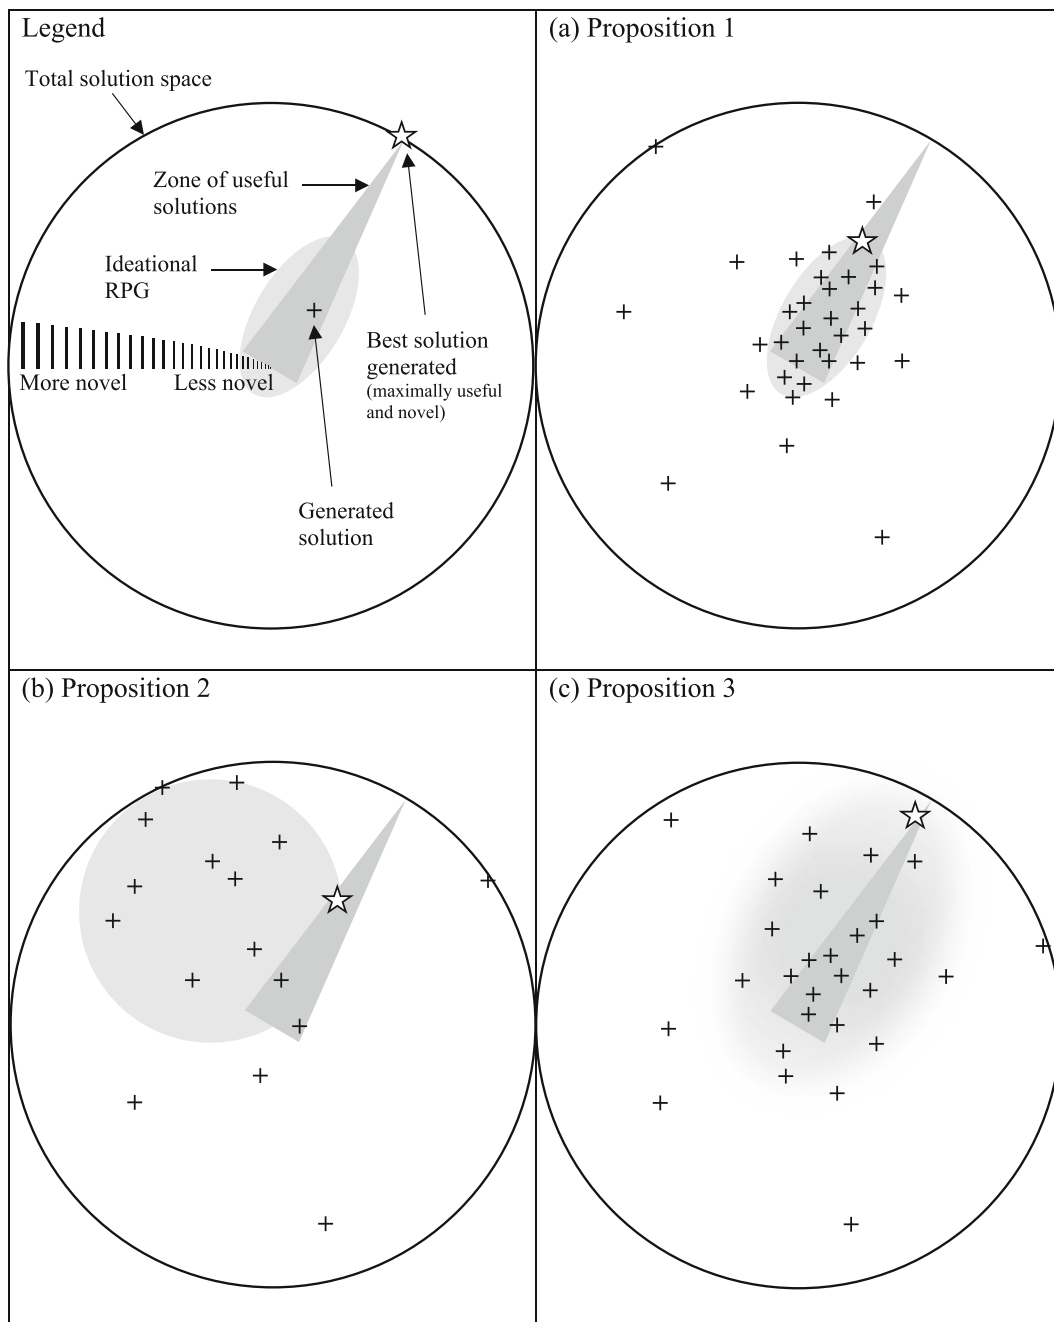 Legend
Total solution space
Zone of useful
solutions
Ideational
RPG
More novel
Less novel
Best solution
generated
(maximally useful
and novel)
Generated
solution
(a) Proposition 1
(b) Proposition 2
(c) Proposition 3